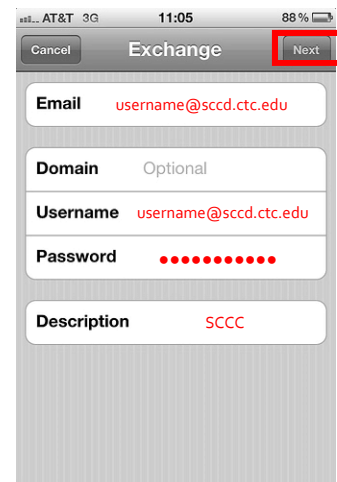 AT&T 3G 11:05 88%
Cancel Exchange Next
Email username@sccd.ctc.edu
Domain Optional
Username username@sccd.ctc.edu
Password ●●●●●●●●●●●
Description SCCC